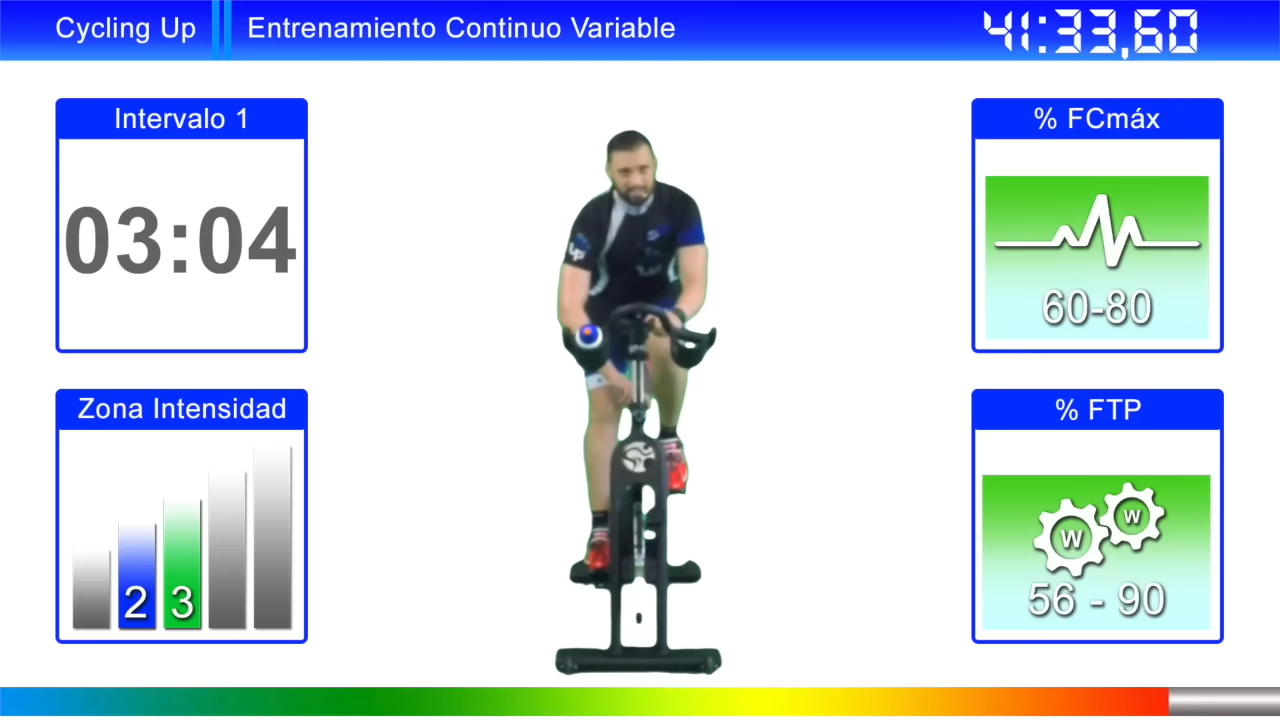 Cycling Up
Entrenamiento Continuo Variable
41:33,60
Intervalo 1
03:04
% FCmáx
60-80
Zona Intensidad
2 3
% FTP
W W
56 - 90
UP